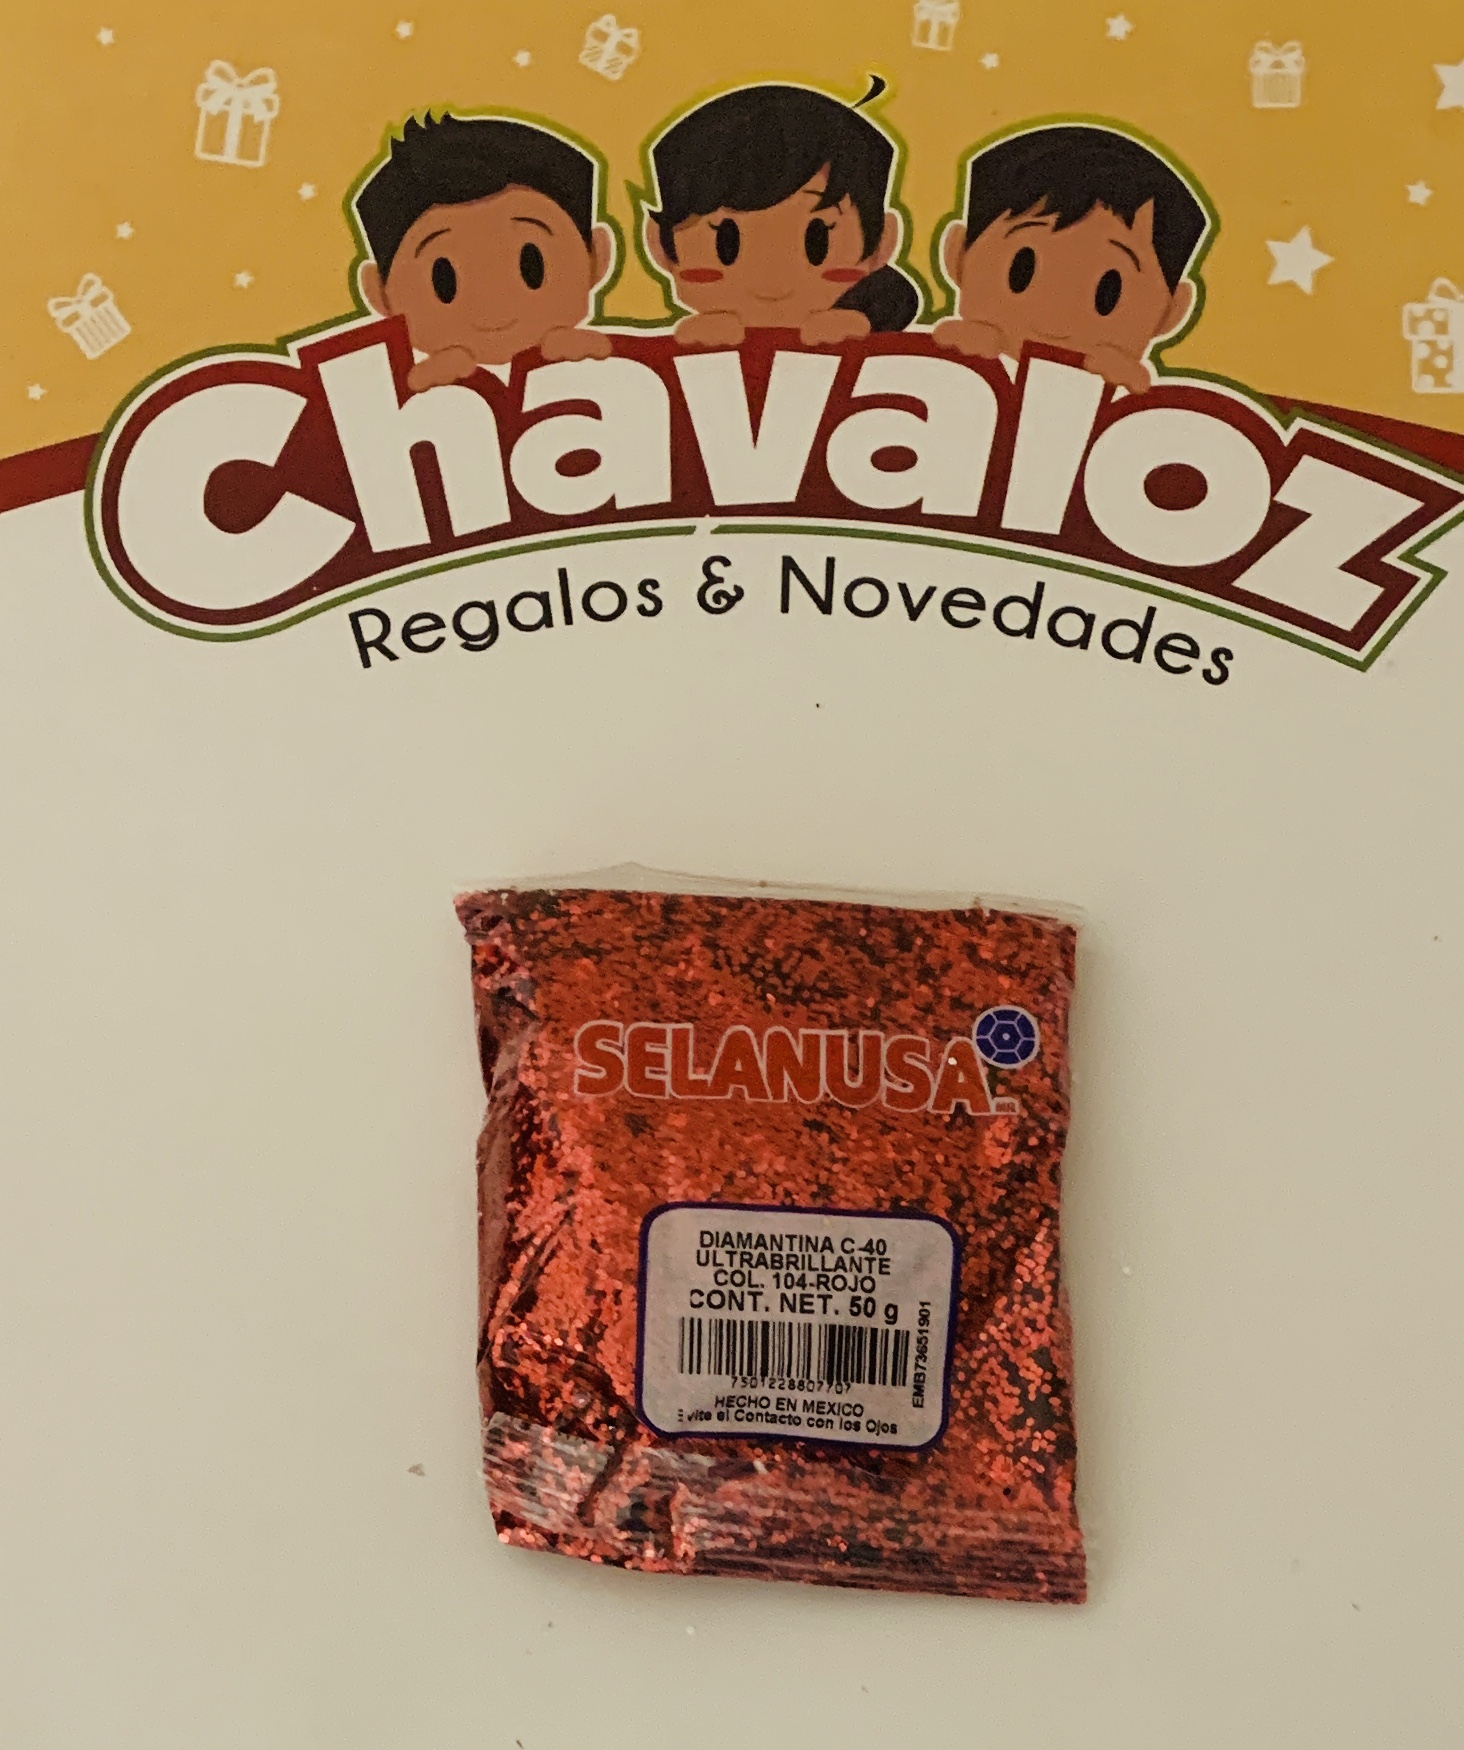 Chavaloz
Regalos & Novedades
SELANUSA
MR
DIAMANTINA C-40
ULTRABRILLANTE
COL. 104-ROJO
CONT. NET. 50 g
EMB73651901
7501228807707
HECHO EN MEXICO
Evite el Contacto con los Ojos